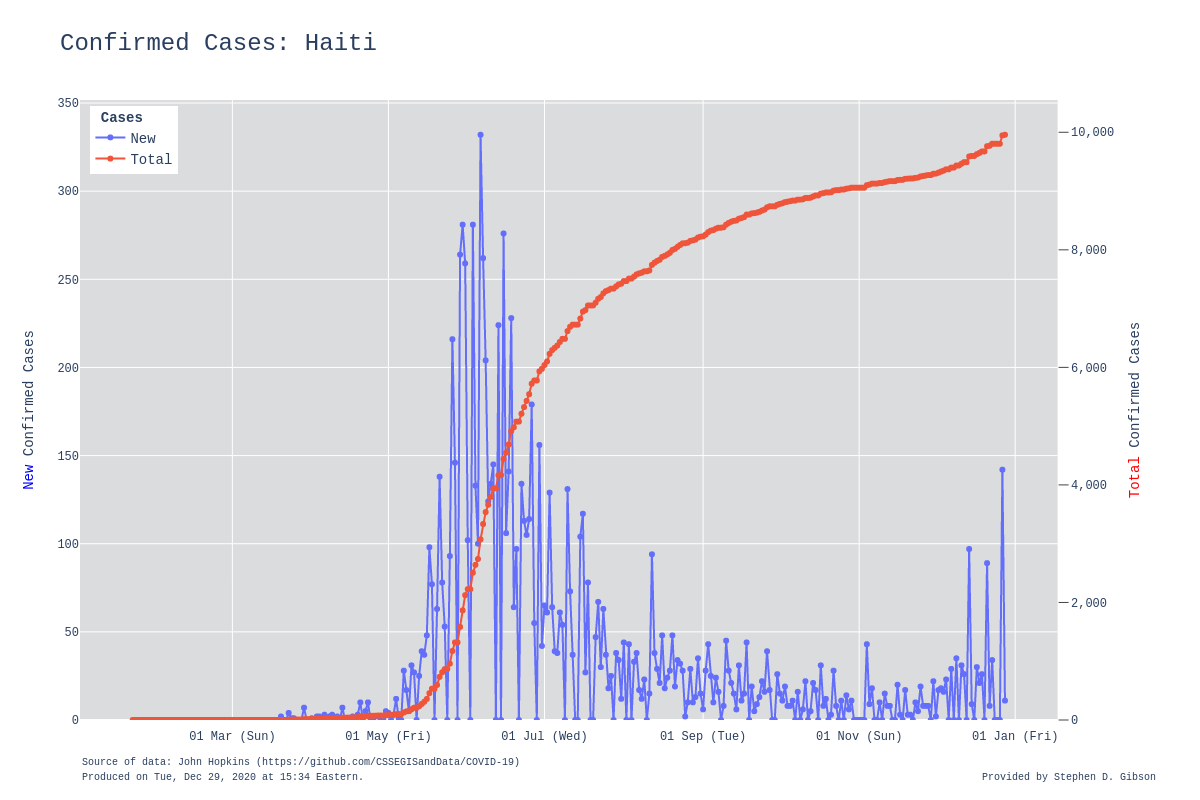 Confirmed Cases: Haiti
Cases
New
Total
350
300
250
200
150
100
50
0
10,000
8,000
6,000
4,000
2,000
0
New Confirmed Cases
Total Confirmed Cases
01 Mar (Sun)
01 May (Fri)
01 Jul (Wed)
01 Sep (Tue)
01 Nov (Sun)
01 Jan (Fri)
Source of data: John Hopkins (https://github.com/CSSEGISandData/COVID-19)
Produced on Tue, Dec 29, 2020 at 15:34 Eastern.
Provided by Stephen D. Gibson